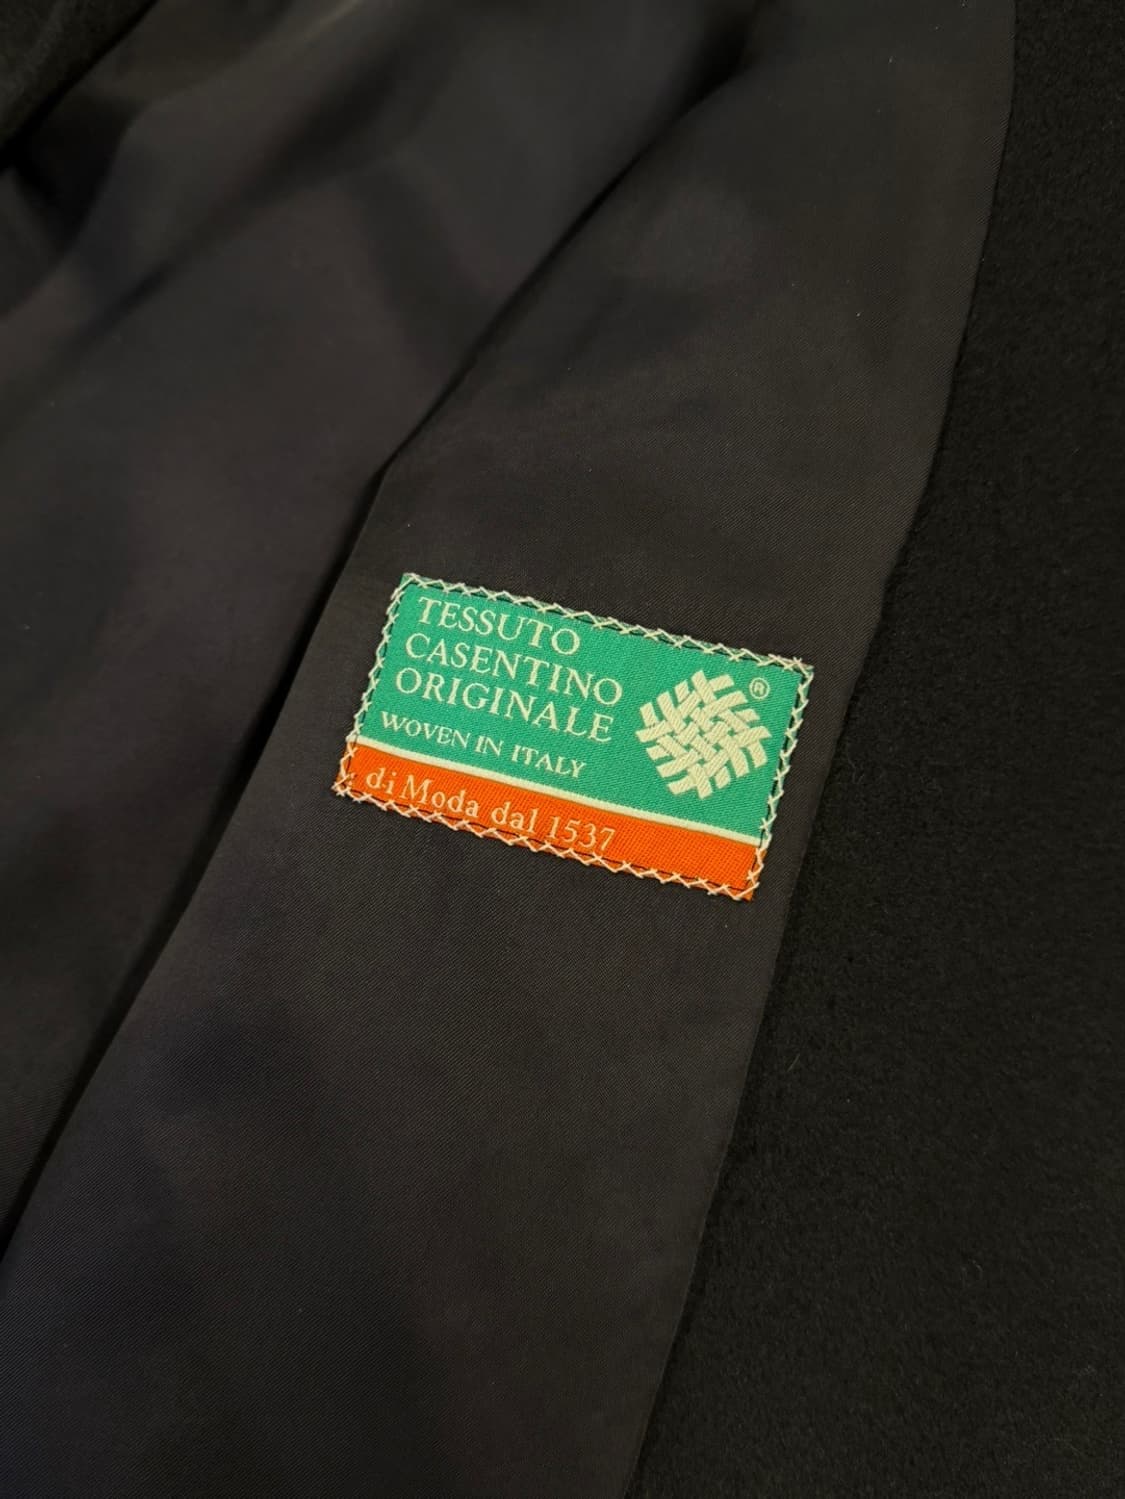 TESSUTO
CASENTINO
ORIGINALE
WOVEN IN ITALY
®
di Moda dal 1537